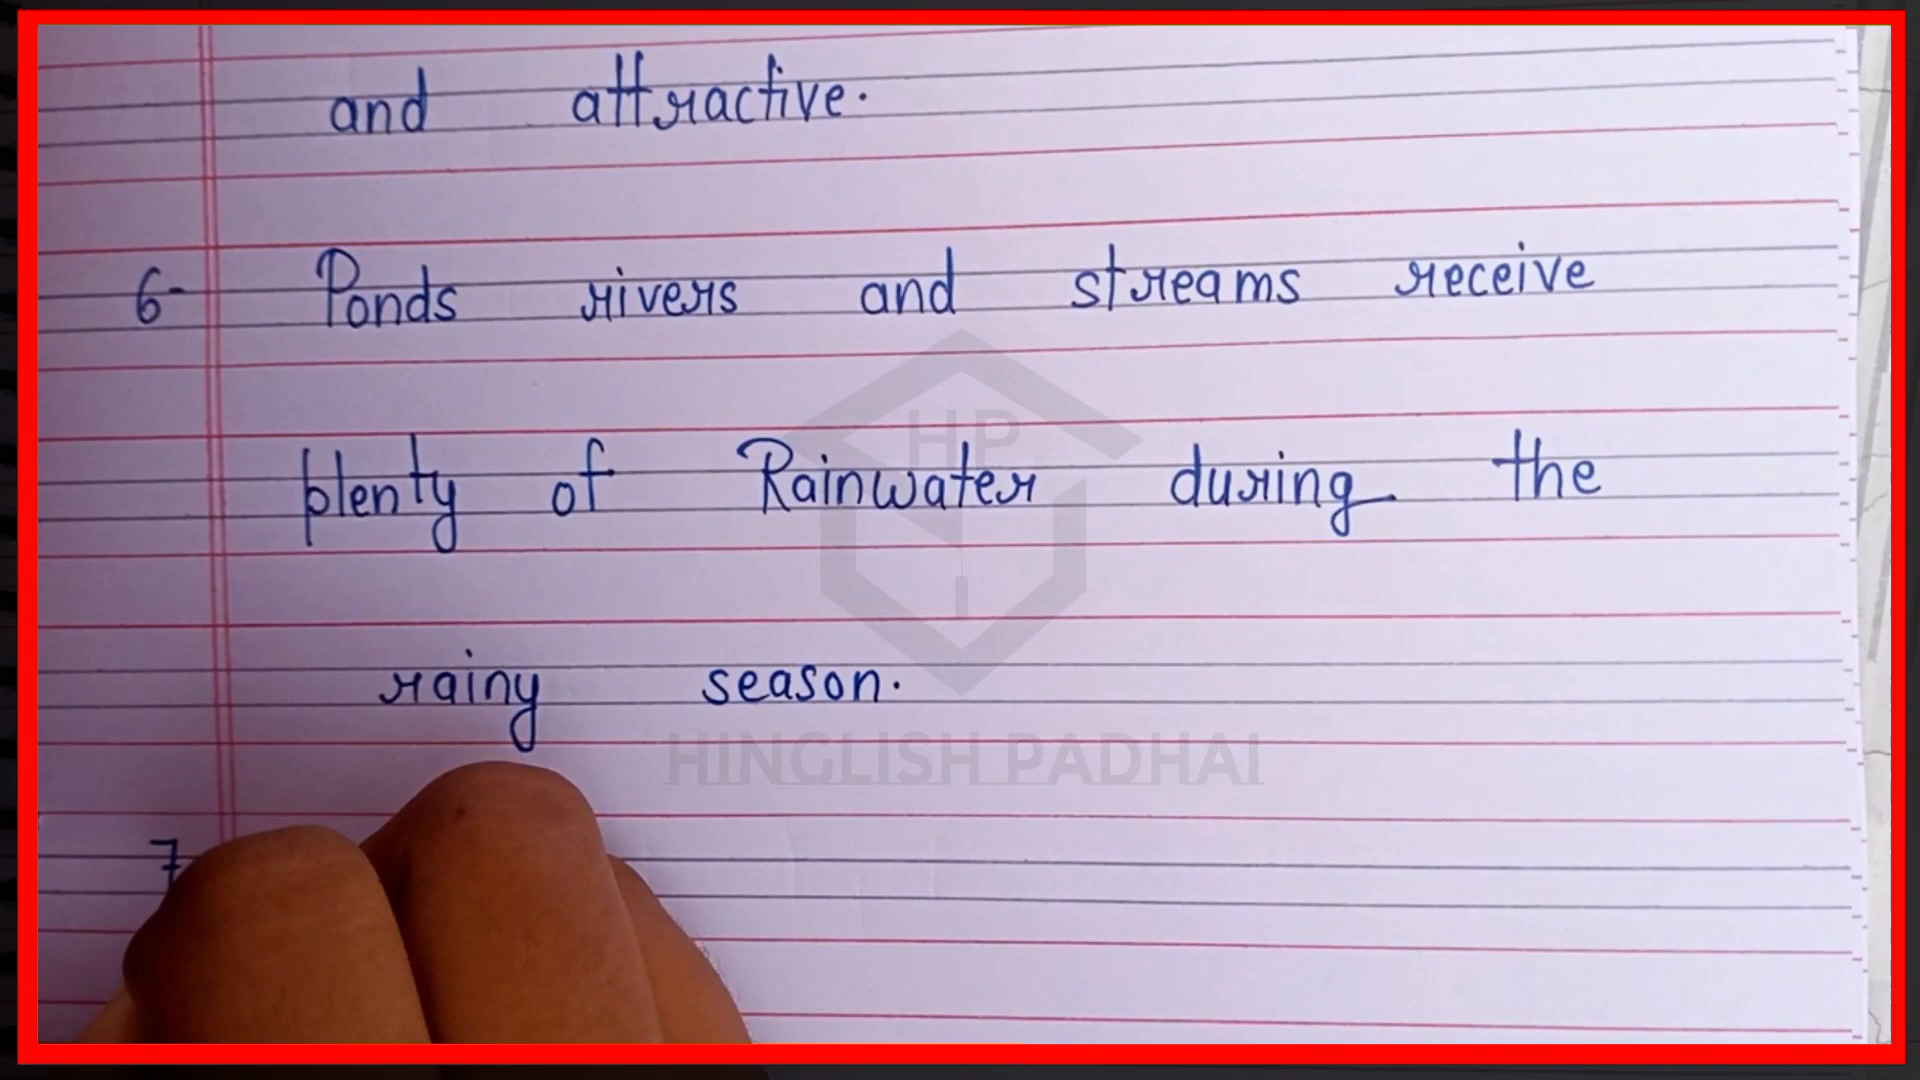 and attractive.
6- Ponds rivers and streams receive
HP
plenty of Rainwater during the
I
rainy season.
HINGLISH PADHAI
7